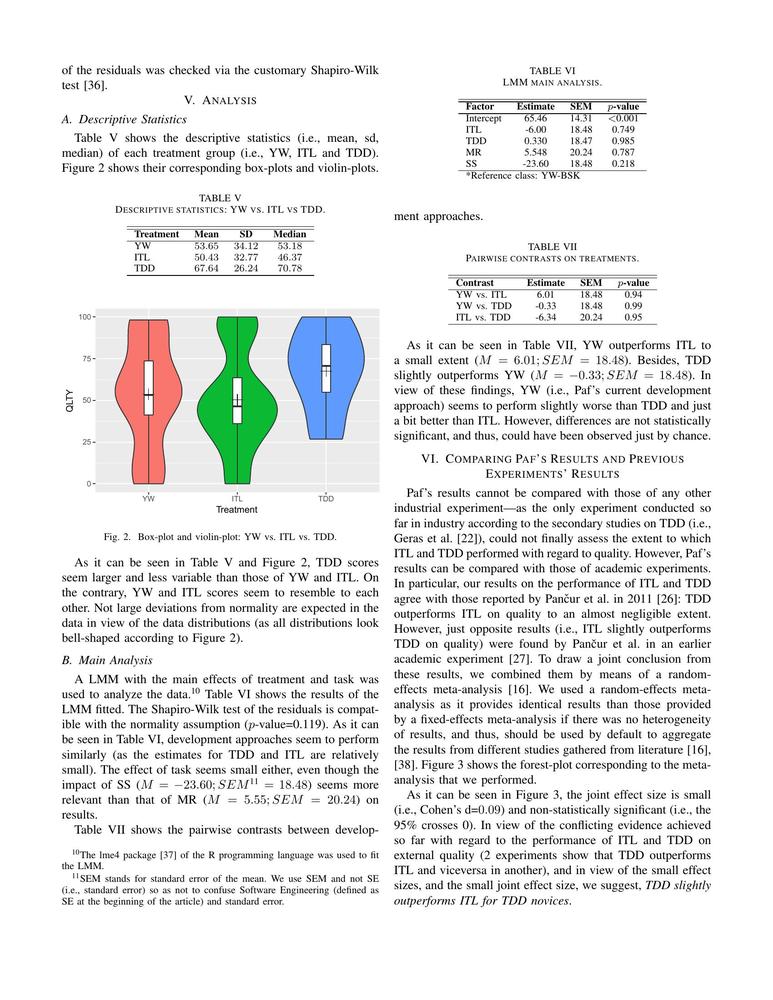 of the residuals was checked via the customary Shapiro-Wilk
test [36].
V. ANALYSIS
A. Descriptive Statistics
Table V shows the descriptive statistics (i.e., mean, sd,
median) of each treatment group (i.e., YW, ITL and TDD).
Figure 2 shows their corresponding box-plots and violin-plots.
TABLE V
DESCRIPTIVE STATISTICS: YW VS. ITL VS TDD.
Treatment Mean SD Median
YW 53.65 34.12 53.18
ITL 50.43 32.77 46.37
TDD 67.64 26.24 70.78
100
75
50
25
0
QLTY
YW ITL TDD
Treatment
Fig. 2. Box-plot and violin-plot: YW vs. ITL vs. TDD.
As it can be seen in Table V and Figure 2, TDD scores
seem larger and less variable than those of YW and ITL. On
the contrary, YW and ITL scores seem to resemble to each
other. Not large deviations from normality are expected in the
data in view of the data distributions (as all distributions look
bell-shaped according to Figure 2).
B. Main Analysis
A LMM with the main effects of treatment and task was
used to analyze the data.10 Table VI shows the results of the
LMM fitted. The Shapiro-Wilk test of the residuals is compat-
ible with the normality assumption (p-value=0.119). As it can
be seen in Table VI, development approaches seem to perform
similarly (as the estimates for TDD and ITL are relatively
small). The effect of task seems small either, even though the
impact of SS (M = −23.60; SEM11 = 18.48) seems more
relevant than that of MR (M = 5.55; SEM = 20.24) on
results.
Table VII shows the pairwise contrasts between develop-
10The lme4 package [37] of the R programming language was used to fit
the LMM.
11SEM stands for standard error of the mean. We use SEM and not SE
(i.e., standard error) so as not to confuse Software Engineering (defined as
SE at the beginning of the article) and standard error.
TABLE VI
LMM MAIN ANALYSIS.
Factor Estimate SEM p-value
Intercept 65.46 14.31 <0.001
ITL -6.00 18.48 0.749
TDD 0.330 18.47 0.985
MR 5.548 20.24 0.787
SS -23.60 18.48 0.218
*Reference class: YW-BSK
ment approaches.
TABLE VII
PAIRWISE CONTRASTS ON TREATMENTS.
Contrast Estimate SEM p-value
YW vs. ITL 6.01 18.48 0.94
YW vs. TDD -0.33 18.48 0.99
ITL vs. TDD -6.34 20.24 0.95
As it can be seen in Table VII, YW outperforms ITL to
a small extent (M = 6.01; SEM = 18.48). Besides, TDD
slightly outperforms YW (M = −0.33; SEM = 18.48). In
view of these findings, YW (i.e., Paf's current development
approach) seems to perform slightly worse than TDD and just
a bit better than ITL. However, differences are not statistically
significant, and thus, could have been observed just by chance.
VI. COMPARING PAF'S RESULTS AND PREVIOUS
EXPERIMENTS' RESULTS
Paf's results cannot be compared with those of any other
industrial experiment—as the only experiment conducted so
far in industry according to the secondary studies on TDD (i.e.,
Geras et al. [22]), could not finally assess the extent to which
ITL and TDD performed with regard to quality. However, Paf's
results can be compared with those of academic experiments.
In particular, our results on the performance of ITL and TDD
agree with those reported by Pančur et al. in 2011 [26]: TDD
outperforms ITL on quality to an almost negligible extent.
However, just opposite results (i.e., ITL slightly outperforms
TDD on quality) were found by Pančur et al. in an earlier
academic experiment [27]. To draw a joint conclusion from
these results, we combined them by means of a random-
effects meta-analysis [16]. We used a random-effects meta-
analysis as it provides identical results than those provided
by a fixed-effects meta-analysis if there was no heterogeneity
of results, and thus, should be used by default to aggregate
the results from different studies gathered from literature [16],
[38]. Figure 3 shows the forest-plot corresponding to the meta-
analysis that we performed.
As it can be seen in Figure 3, the joint effect size is small
(i.e., Cohen's d=0.09) and non-statistically significant (i.e., the
95% crosses 0). In view of the conflicting evidence achieved
so far with regard to the performance of ITL and TDD on
external quality (2 experiments show that TDD outperforms
ITL and viceversa in another), and in view of the small effect
sizes, and the small joint effect size, we suggest, TDD slightly
outperforms ITL for TDD novices.